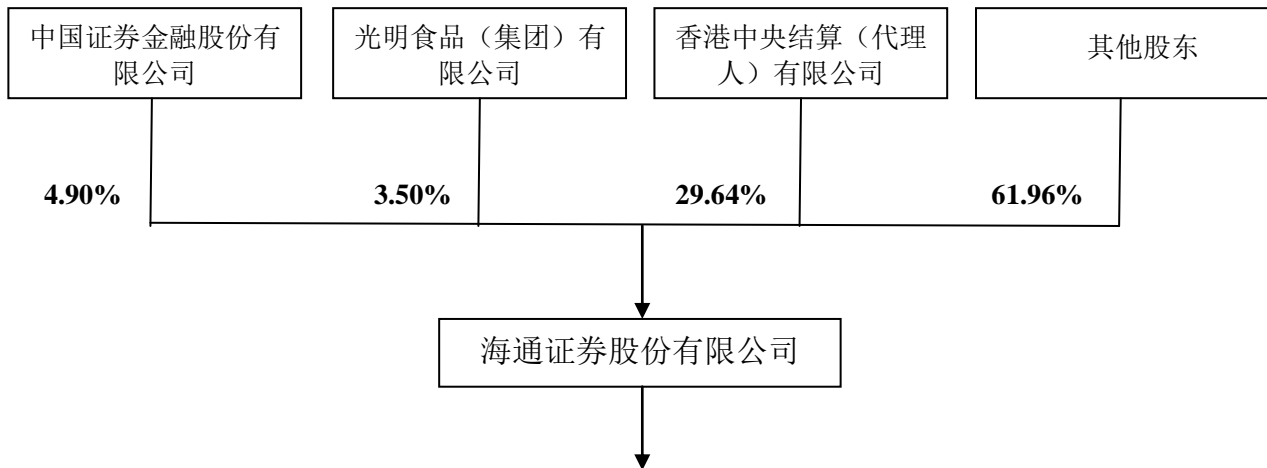 中国证券金融股份有
限公司
光明食品（集团）有
限公司
香港中央结算（代理
人）有限公司
其他股东
4.90%
3.50%
29.64%
61.96%
海通证券股份有限公司